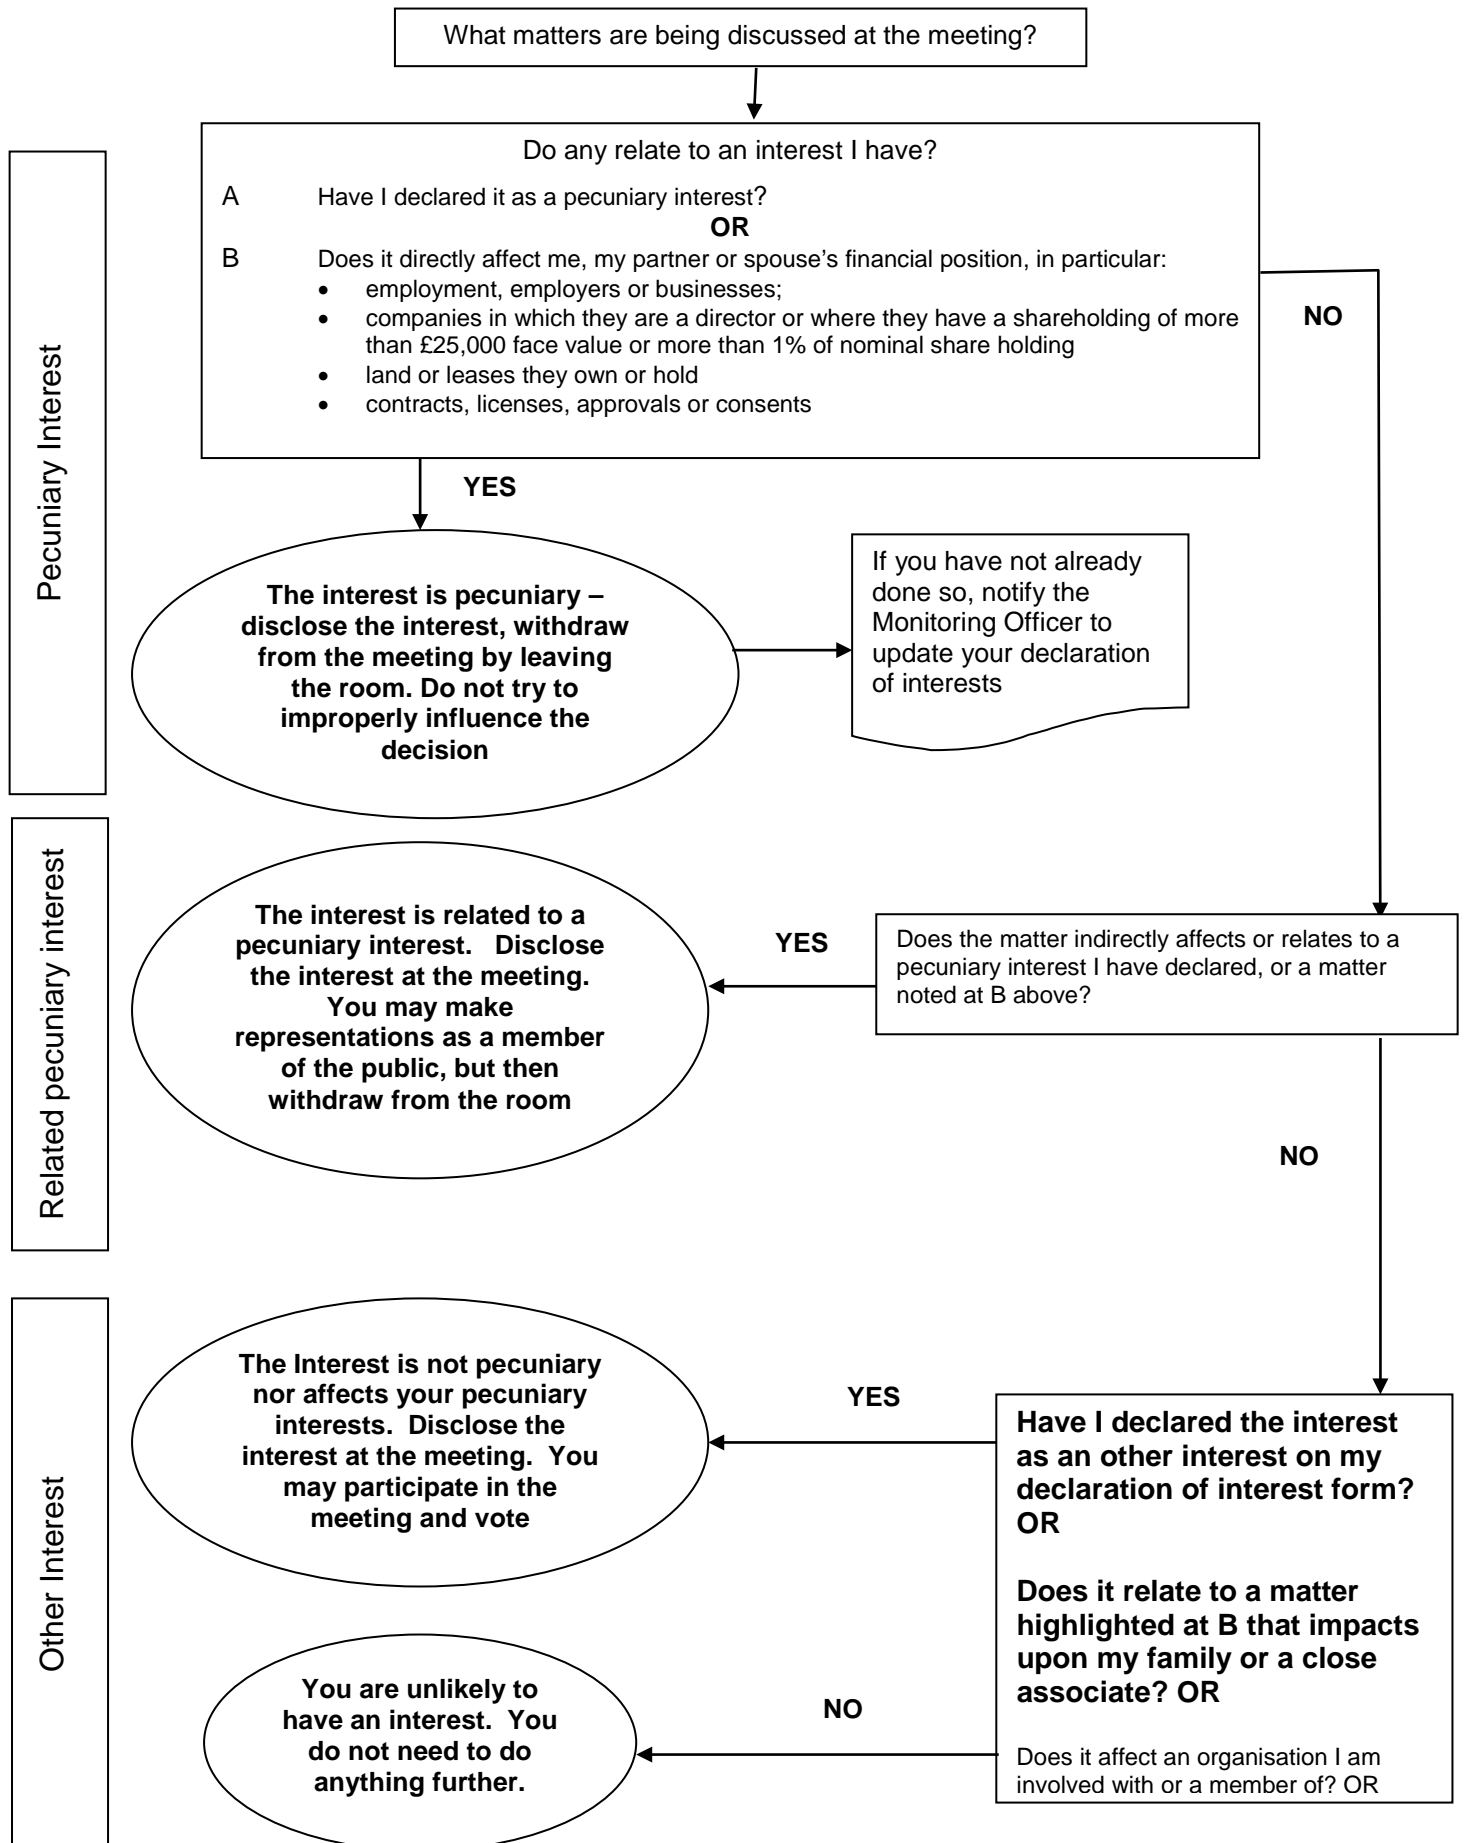 What matters are being discussed at the meeting?
Pecuniary Interest
Do any relate to an interest I have?
A Have I declared it as a pecuniary interest?
OR
B Does it directly affect me, my partner or spouse's financial position, in particular:
• employment, employers or businesses;
• companies in which they are a director or where they have a shareholding of more
than £25,000 face value or more than 1% of nominal share holding
• land or leases they own or hold
• contracts, licenses, approvals or consents
NO
YES
The interest is pecuniary –
disclose the interest, withdraw
from the meeting by leaving
the room. Do not try to
improperly influence the
decision
If you have not already
done so, notify the
Monitoring Officer to
update your declaration
of interests
Related pecuniary interest
The interest is related to a
pecuniary interest. Disclose
the interest at the meeting.
You may make
representations as a member
of the public, but then
withdraw from the room
YES
Does the matter indirectly affects or relates to a
pecuniary interest I have declared, or a matter
noted at B above?
NO
Other Interest
The Interest is not pecuniary
nor affects your pecuniary
interests. Disclose the
interest at the meeting. You
may participate in the
meeting and vote
YES
Have I declared the interest
as an other interest on my
declaration of interest form?
OR
Does it relate to a matter
highlighted at B that impacts
upon my family or a close
associate? OR
Does it affect an organisation I am
involved with or a member of? OR
NO
You are unlikely to
have an interest. You
do not need to do
anything further.